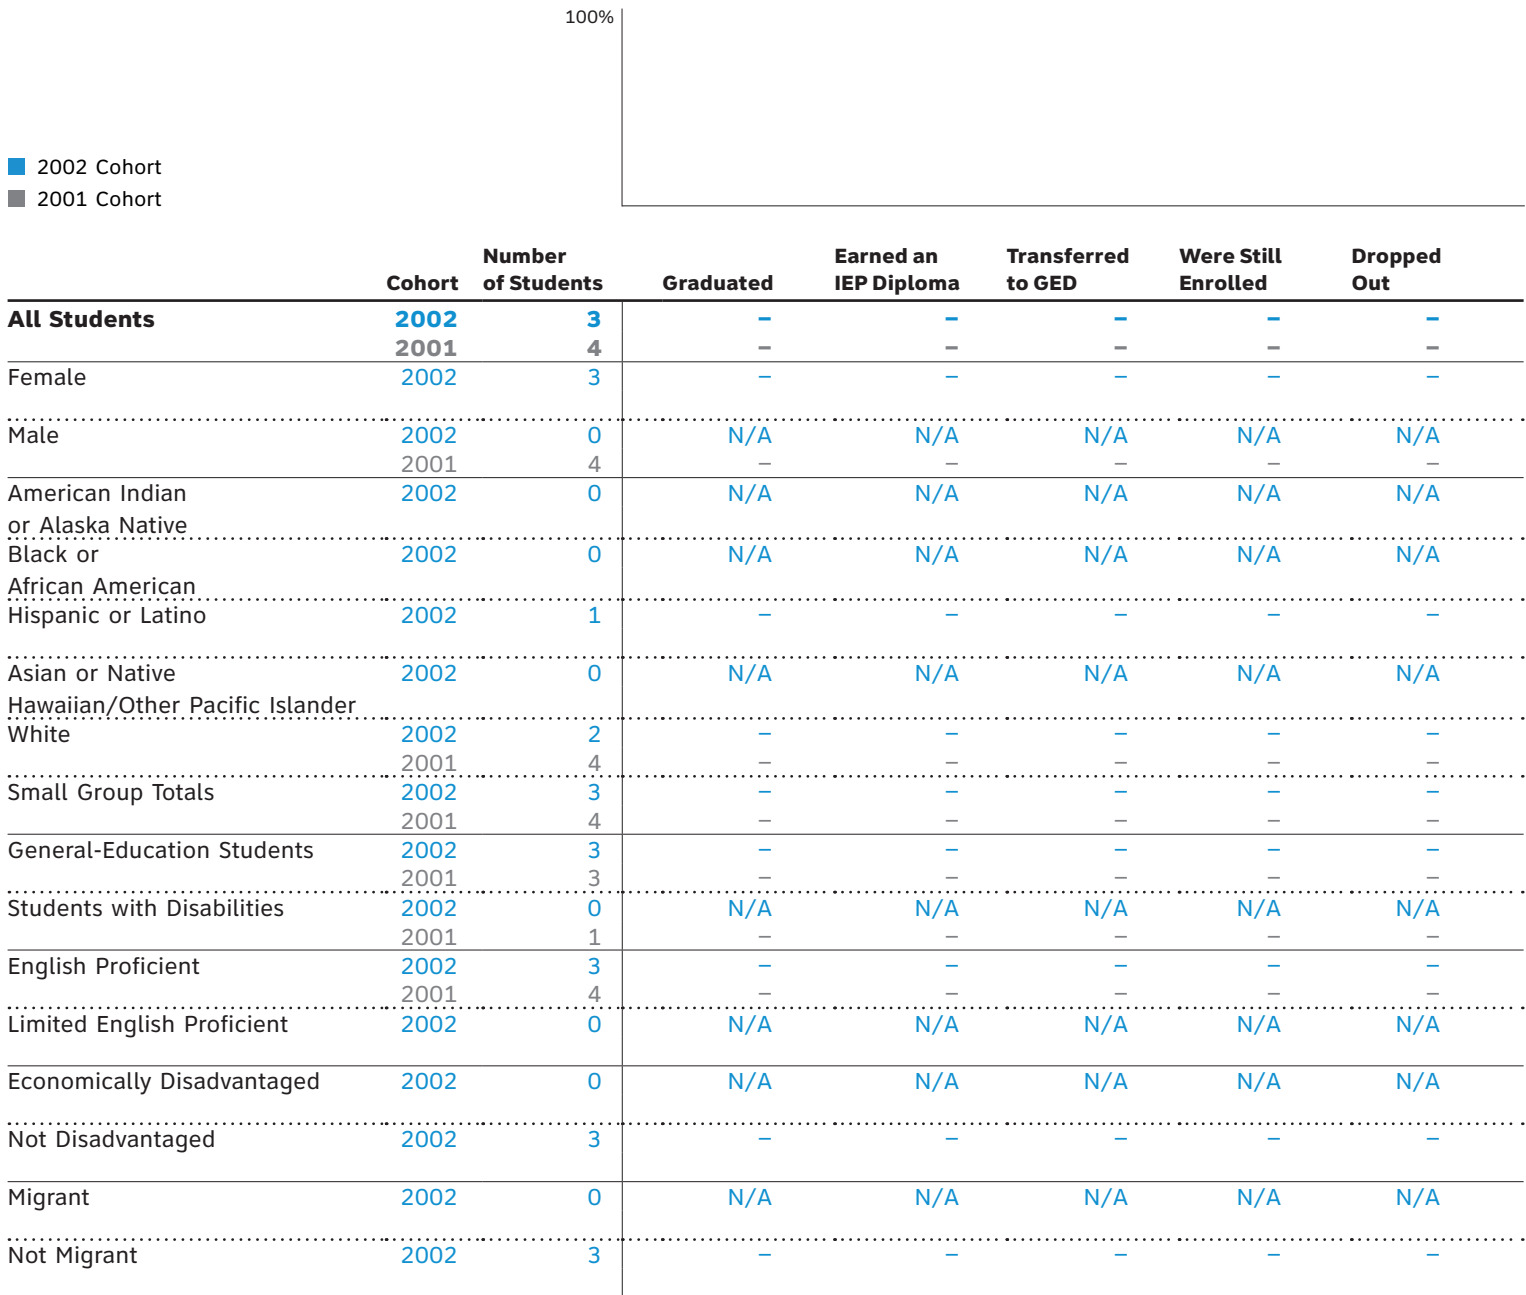 100%
2002 Cohort
2001 Cohort
Number Earned an Transferred Were Still Dropped
Cohort of Students Graduated IEP Diploma to GED Enrolled Out
All Students 2002 3 – – – – –
2001 4 – – – – –
Female 2002 3 – – – – –
Male 2002 0 N/A N/A N/A N/A N/A
2001 4 – – – – –
American Indian 2002 0 N/A N/A N/A N/A N/A
or Alaska Native
Black or 2002 0 N/A N/A N/A N/A N/A
African American
Hispanic or Latino 2002 1 – – – – –
Asian or Native 2002 0 N/A N/A N/A N/A N/A
Hawaiian/Other Pacific Islander
White 2002 2 – – – – –
2001 4 – – – – –
Small Group Totals 2002 3 – – – – –
2001 4 – – – – –
General-Education Students 2002 3 – – – – –
2001 3 – – – – –
Students with Disabilities 2002 0 N/A N/A N/A N/A N/A
2001 1 – – – – –
English Proficient 2002 3 – – – – –
2001 4 – – – – –
Limited English Proficient 2002 0 N/A N/A N/A N/A N/A
Economically Disadvantaged 2002 0 N/A N/A N/A N/A N/A
Not Disadvantaged 2002 3 – – – – –
Migrant 2002 0 N/A N/A N/A N/A N/A
Not Migrant 2002 3 – – – – –